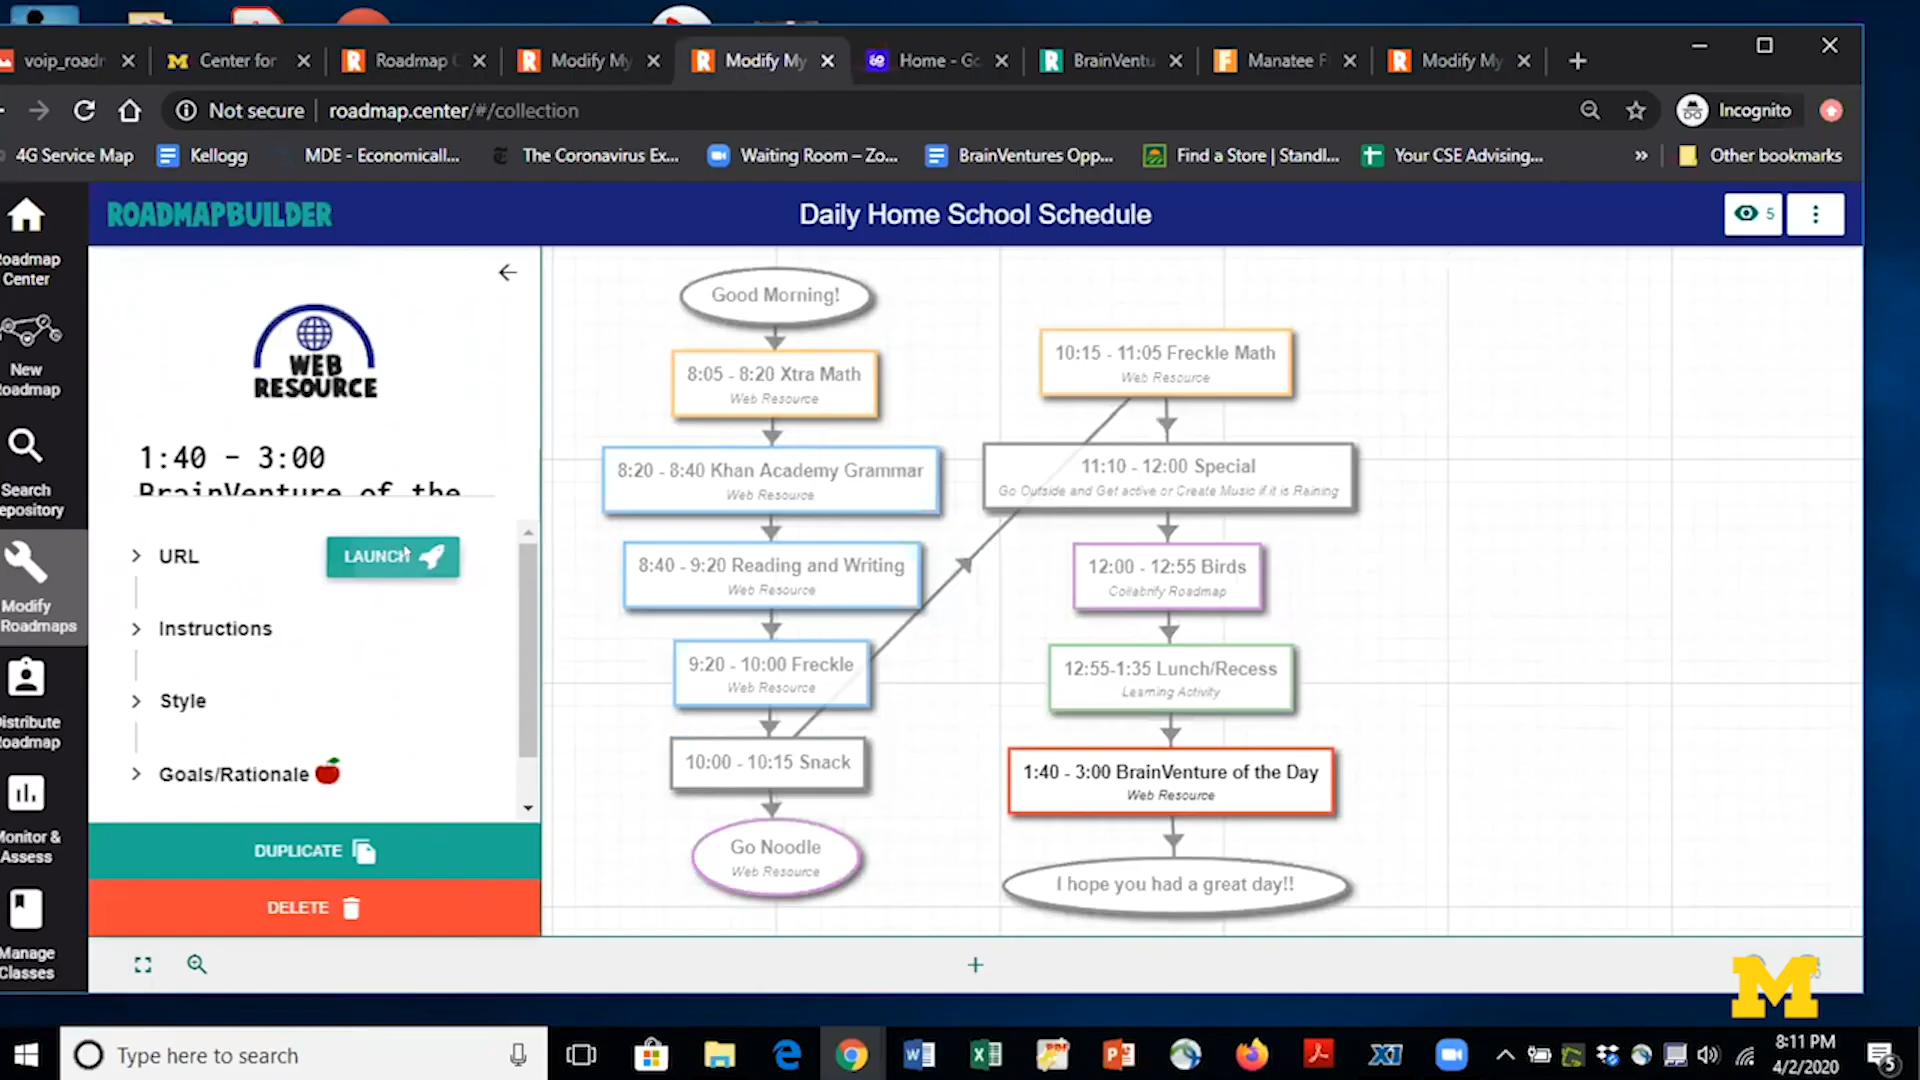 voip_roadr
Center for
Roadmap C
Modify My
Modify My
Home - Go
BrainVentu
Manatee F
Modify My
Not secure
roadmap.center/#/collection
Incognito
4G Service Map
Kellogg
MDE - Economicall...
The Coronavirus Ex...
Waiting Room – Zo...
BrainVentures Opp...
Find a Store | Standl...
Your CSE Advising...
»
Other bookmarks
Roadmap
Center
New
Roadmap
Search
Repository
Modify
Roadmaps
Distribute
Roadmap
Monitor &
Assess
Manage
Classes
ROADMAPBUILDER
Daily Home School Schedule
5
WEB
RESOURCE
1:40 - 3:00
BrainVenture of the
URL
LAUNCH
Instructions
Style
Goals/Rationale
DUPLICATE
DELETE
Good Morning!
8:05 - 8:20 Xtra Math
Web Resource
8:20 - 8:40 Khan Academy Grammar
Web Resource
8:40 - 9:20 Reading and Writing
Web Resource
9:20 - 10:00 Freckle
Web Resource
10:00 - 10:15 Snack
Go Noodle
Web Resource
10:15 - 11:05 Freckle Math
Web Resource
11:10 - 12:00 Special
Go Outside and Get active or Create Music if it is Raining
12:00 - 12:55 Birds
Collabrify Roadmap
12:55-1:35 Lunch/Recess
Learning Activity
1:40 - 3:00 BrainVenture of the Day
Web Resource
I hope you had a great day!!
M
Type here to search
8:11 PM
4/2/2020
5